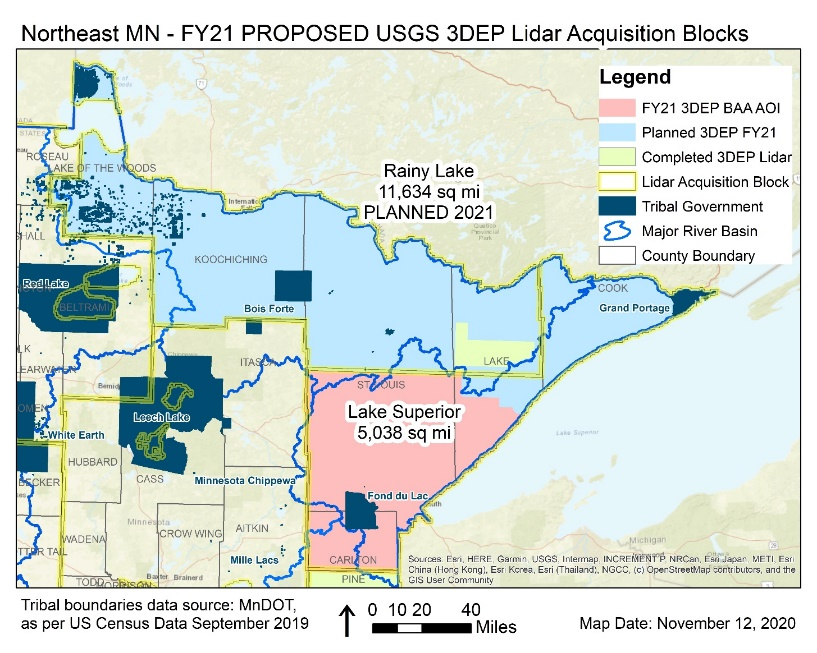 Northeast MN - FY21 PROPOSED USGS 3DEP Lidar Acquisition Blocks
Legend
FY21 3DEP BAA AOI
Planned 3DEP FY21
Completed 3DEP Lidar
Lidar Acquisition Block
Tribal Government
Major River Basin
County Boundary
ROSEAU
LAKE OF THE WOODS
Rainy Lake
11,634 sq mi
PLANNED 2021
KOOCHICHING
Red Lake
BELTRAMI
Bois Forte
COOK
Grand Portage
ITASCA
LAKE
ST LOUIS
Lake Superior
5,038 sq mi
Leech Lake
White Earth
HUBBARD
CASS
Minnesota Chippewa
Fond du Lac
Lake Superior
Minnesota
WADENA
CROW WING
AITKIN
Mille Lacs
CARLTON
PINE
Michigan
Baxter Brainerd
Sources: Esri, HERE, Garmin, USGS, Intermap, INCREMENT P, NRCan, Esri Japan, METI, Esri
China (Hong Kong), Esri Korea, Esri (Thailand), NGCC, (c) OpenStreetMap contributors, and the
GIS User Community
Tribal boundaries data source: MnDOT,
as per US Census Data September 2019
0 10 20 40
Miles
Map Date: November 12, 2020